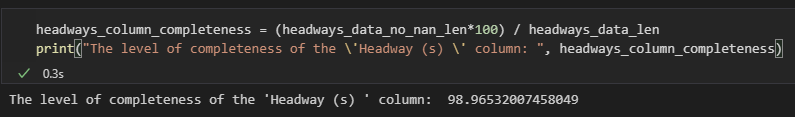 headways_column_completeness = (headways_data_no_nan_len*100) / headways_data_len
print("The level of completeness of the \'Headway (s) \' column: ", headways_column_completeness)
✓ 0.3s
The level of completeness of the 'Headway (s) ' column:  98.96532007458049